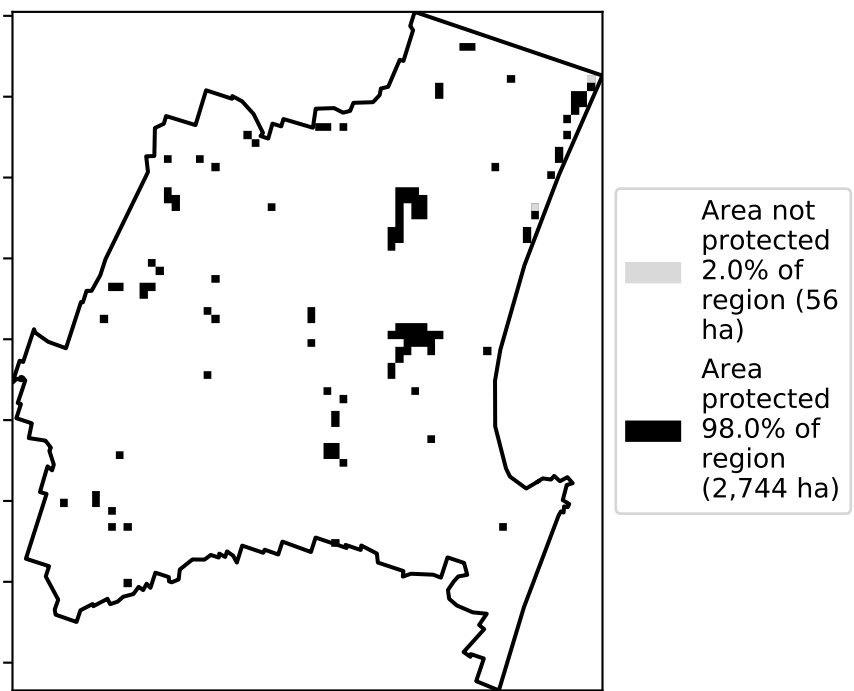 Area not
protected
2.0% of
region (56
ha)
Area
protected
98.0% of
region
(2,744 ha)